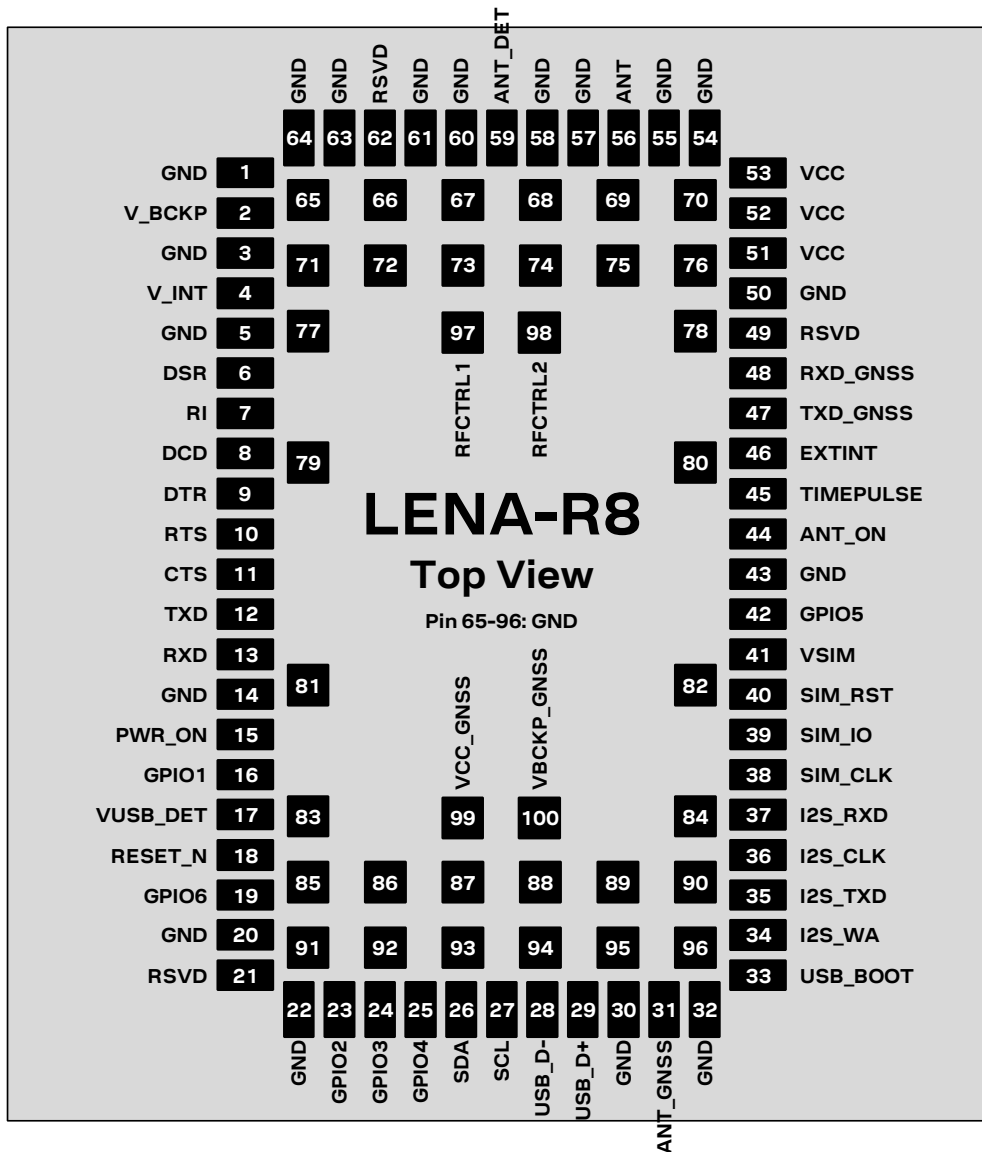 GND GND RSVD GND GND ANT_DET GND GND ANT GND GND
64 63 62 61 60 59 58 57 56 55 54
GND 1 53 VCC
65 66 67 68 69 70
V_BCKP 2 52 VCC
GND 3 51 VCC
71 72 73 74 75 76
V_INT 4 50 GND
GND 5 77 97 98 78 49 RSVD
DSR 6 48 RXD_GNSS
RFCTRL1 RFCTRL2
RI 7 47 TXD_GNSS
DCD 8 79 80 46 EXTINT
DTR 9 45 TIMEPULSE
LENA-R8
RTS 10 44 ANT_ON
CTS 11 43 GND
Top View
TXD 12 42 GPIO5
Pin 65-96: GND
RXD 13 41 VSIM
GND 14 81 82 40 SIM_RST
VCC_GNSS VBCKP_GNSS
PWR_ON 15 39 SIM_IO
GPIO1 16 38 SIM_CLK
VUSB_DET 17 83 99 100 84 37 I2S_RXD
RESET_N 18 36 I2S_CLK
85 86 87 88 89 90
GPIO6 19 35 I2S_TXD
GND 20 34 I2S_WA
91 92 93 94 95 96
RSVD 21 33 USB_BOOT
22 23 24 25 26 27 28 29 30 31 32
GND GPIO2 GPIO3 GPIO4 SDA SCL USB_D- USB_D+ GND ANT_GNSS GND